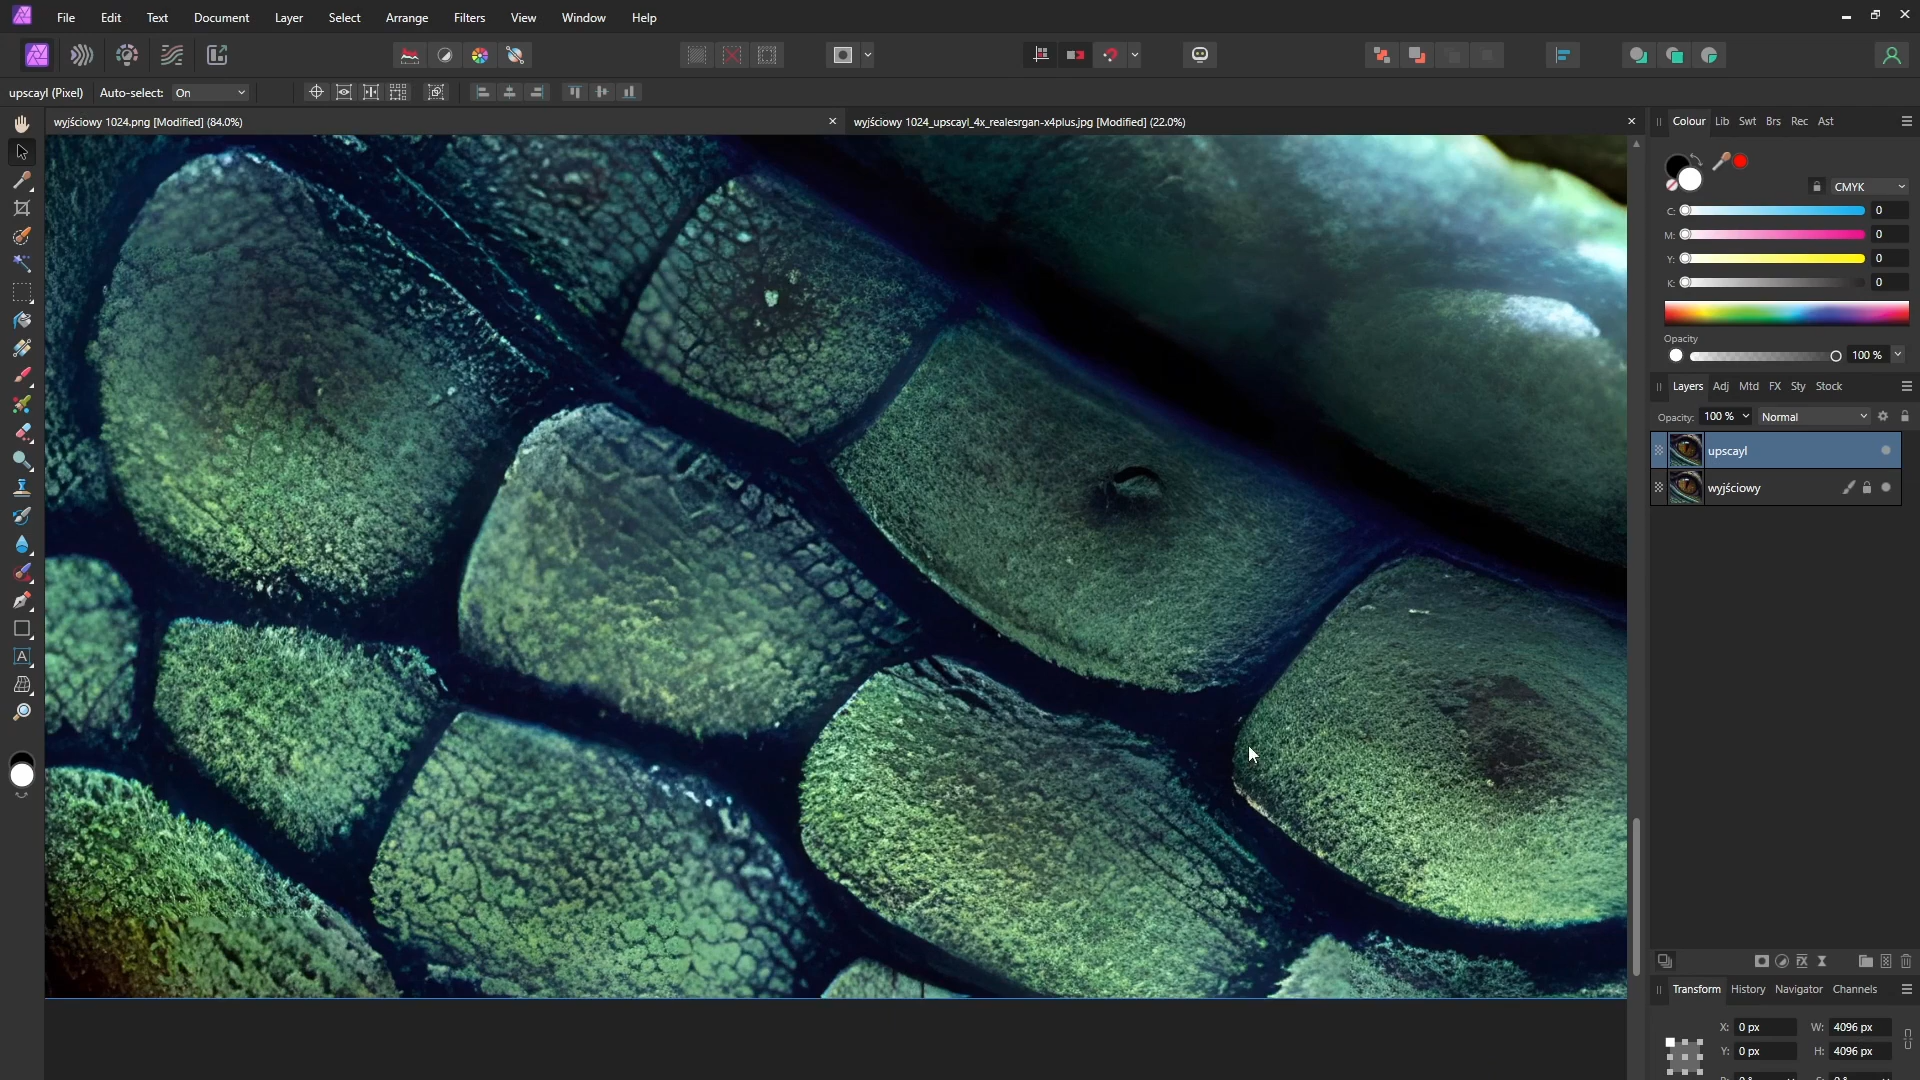 File Edit Text Document Layer Select Arrange Filters View Window Help
upscayl (Pixel) Auto-select: On
wyjściowy 1024.png [Modified] (84.0%)
wyjściowy 1024_upscayl_4x_realesrgan-x4plus.jpg [Modified] (22.0%)
Colour Lib Swt Brs Rec Ast
CMYK
C: 0
M: 0
Y: 0
K: 0
Opacity
100 %
Layers Adj Mtd FX Sty Stock
Opacity: 100 % Normal
upscayl
wyjściowy
A
FX
Transform History Navigator Channels
X: 0 px W: 4096 px
Y: 0 px H: 4096 px